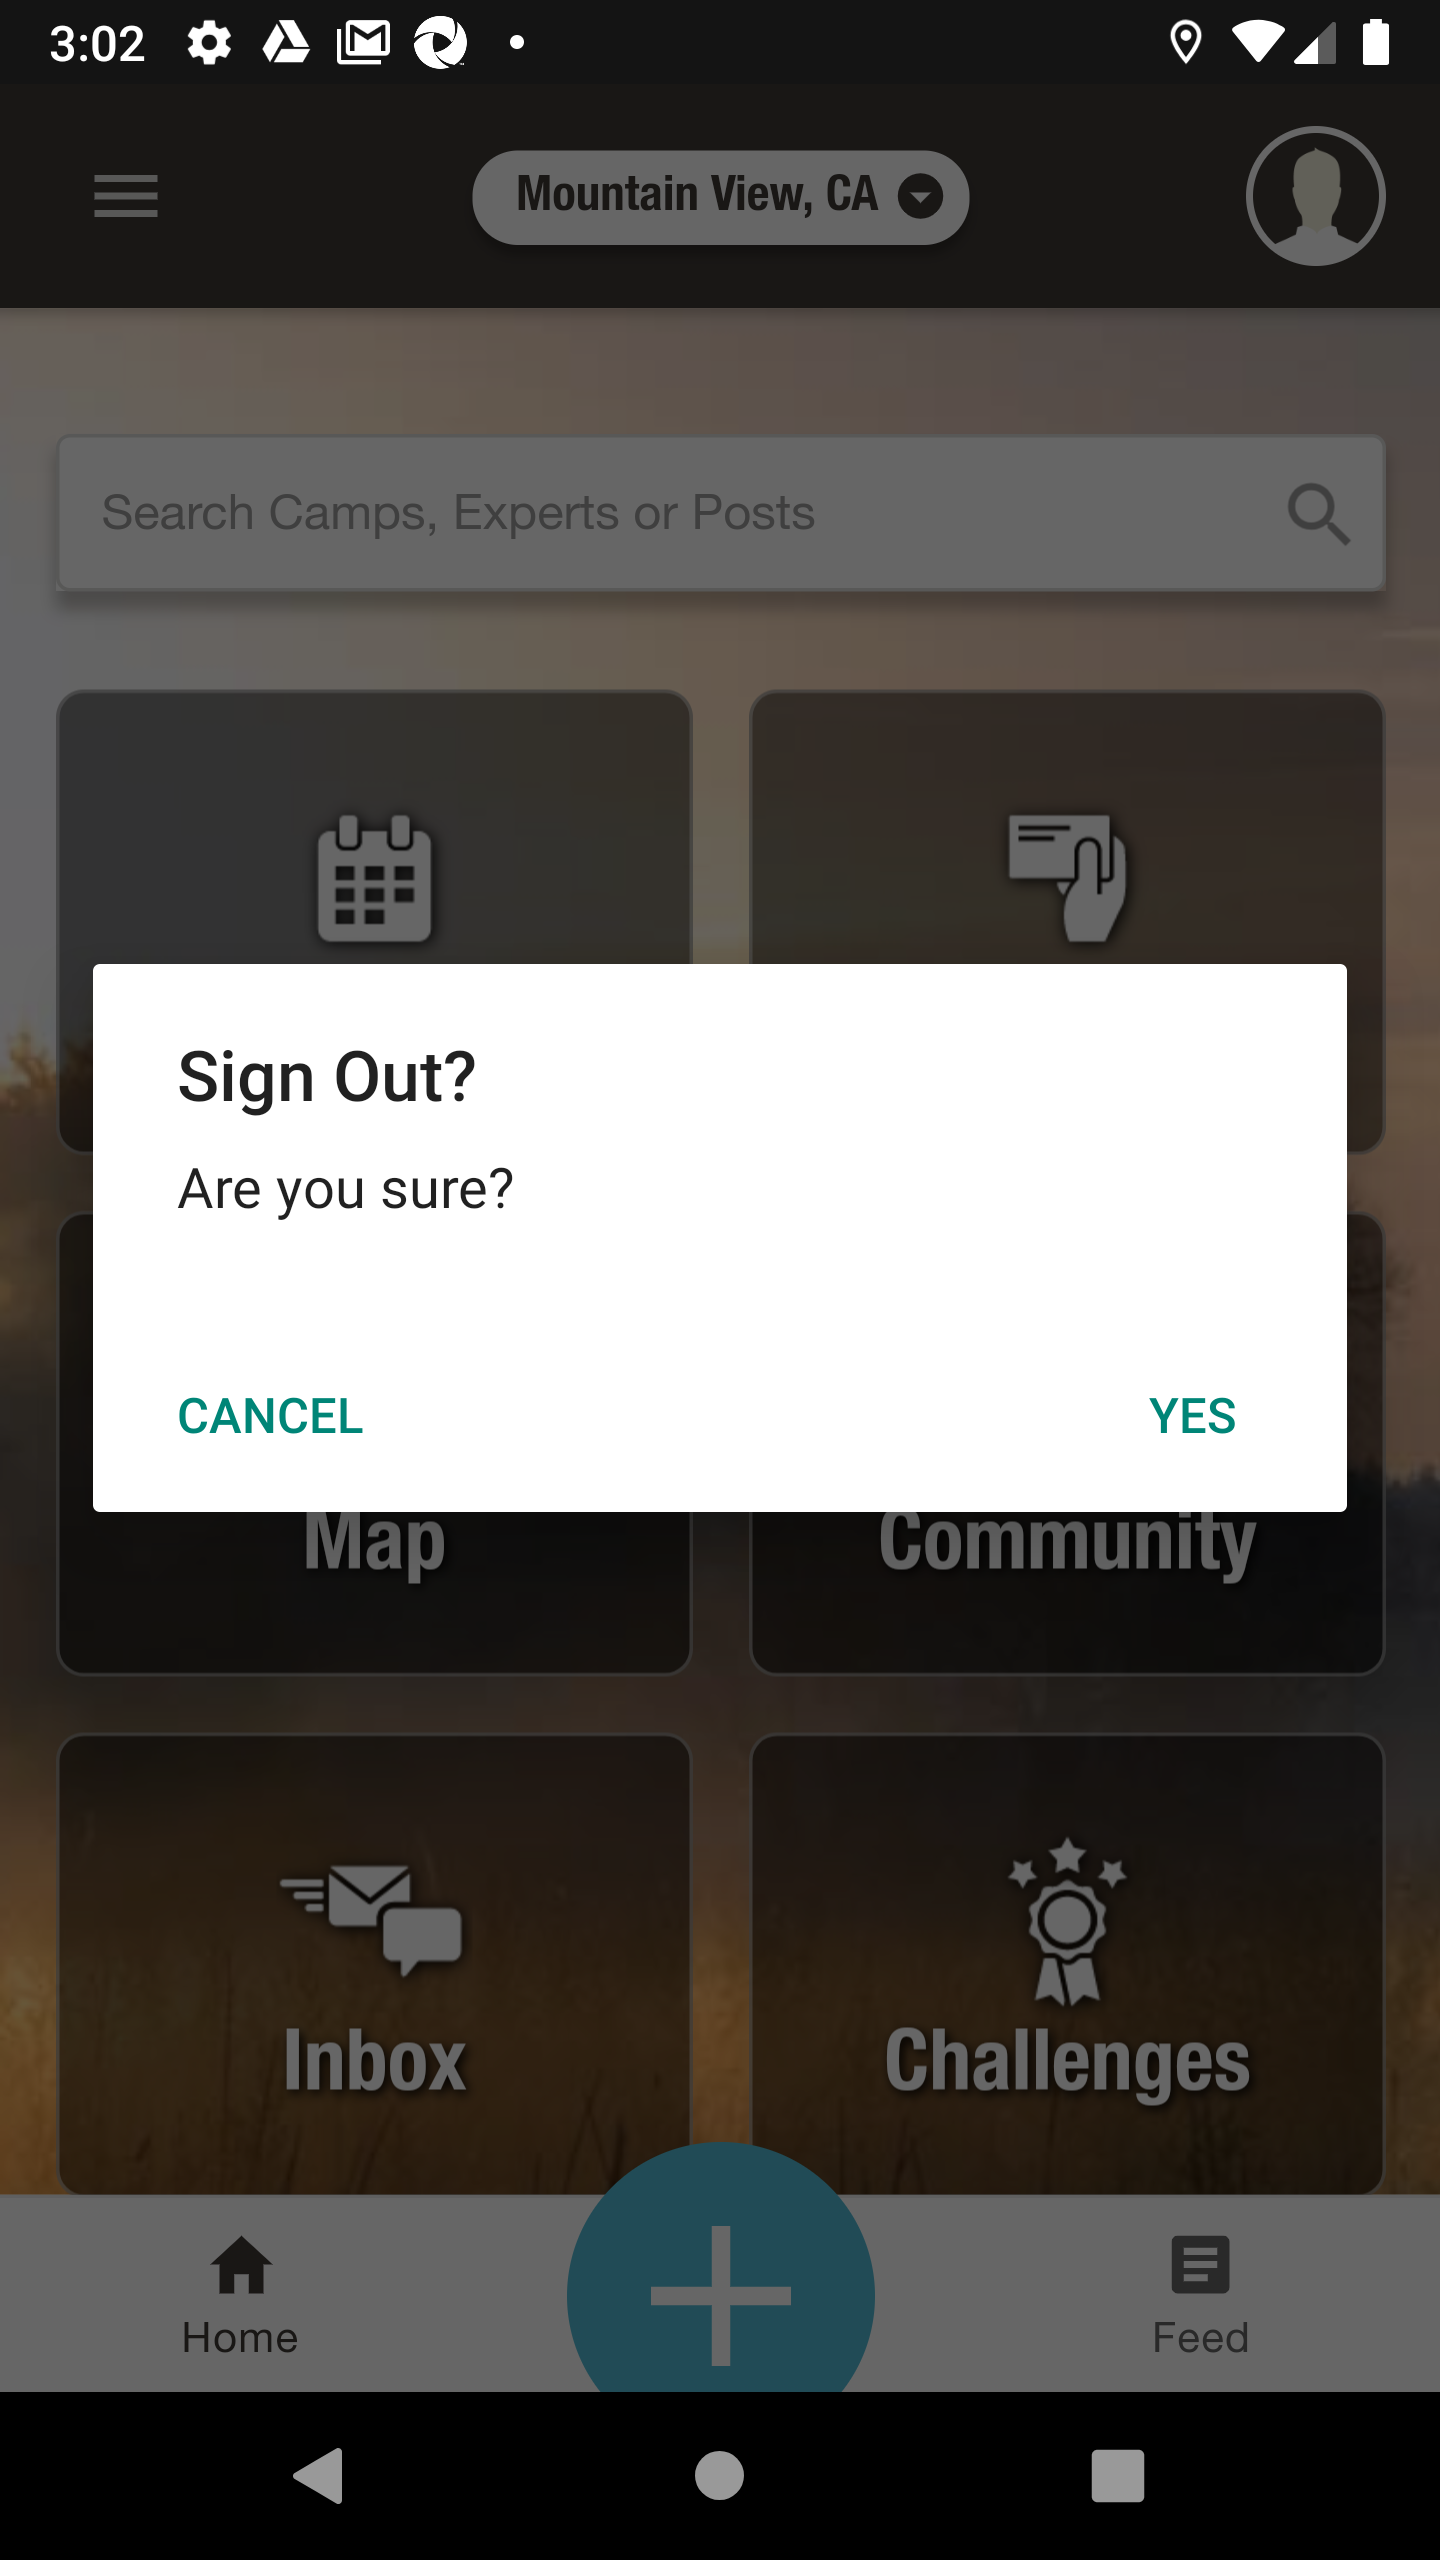 3:02
Mountain View, CA
Search Camps, Experts or Posts
Sign Out?
Are you sure?
CANCEL YES
Map Community
Inbox Challenges
Home Feed